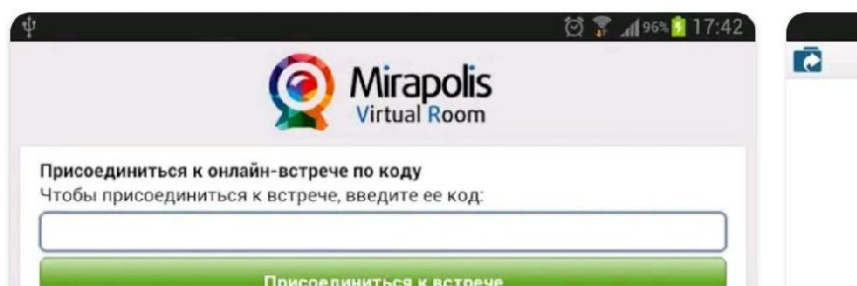 96% 17:42
Mirapolis
Virtual Room
Присоединиться к онлайн-встрече по коду
Чтобы присоединиться к встрече, введите ее код:
Присоединиться к встрече